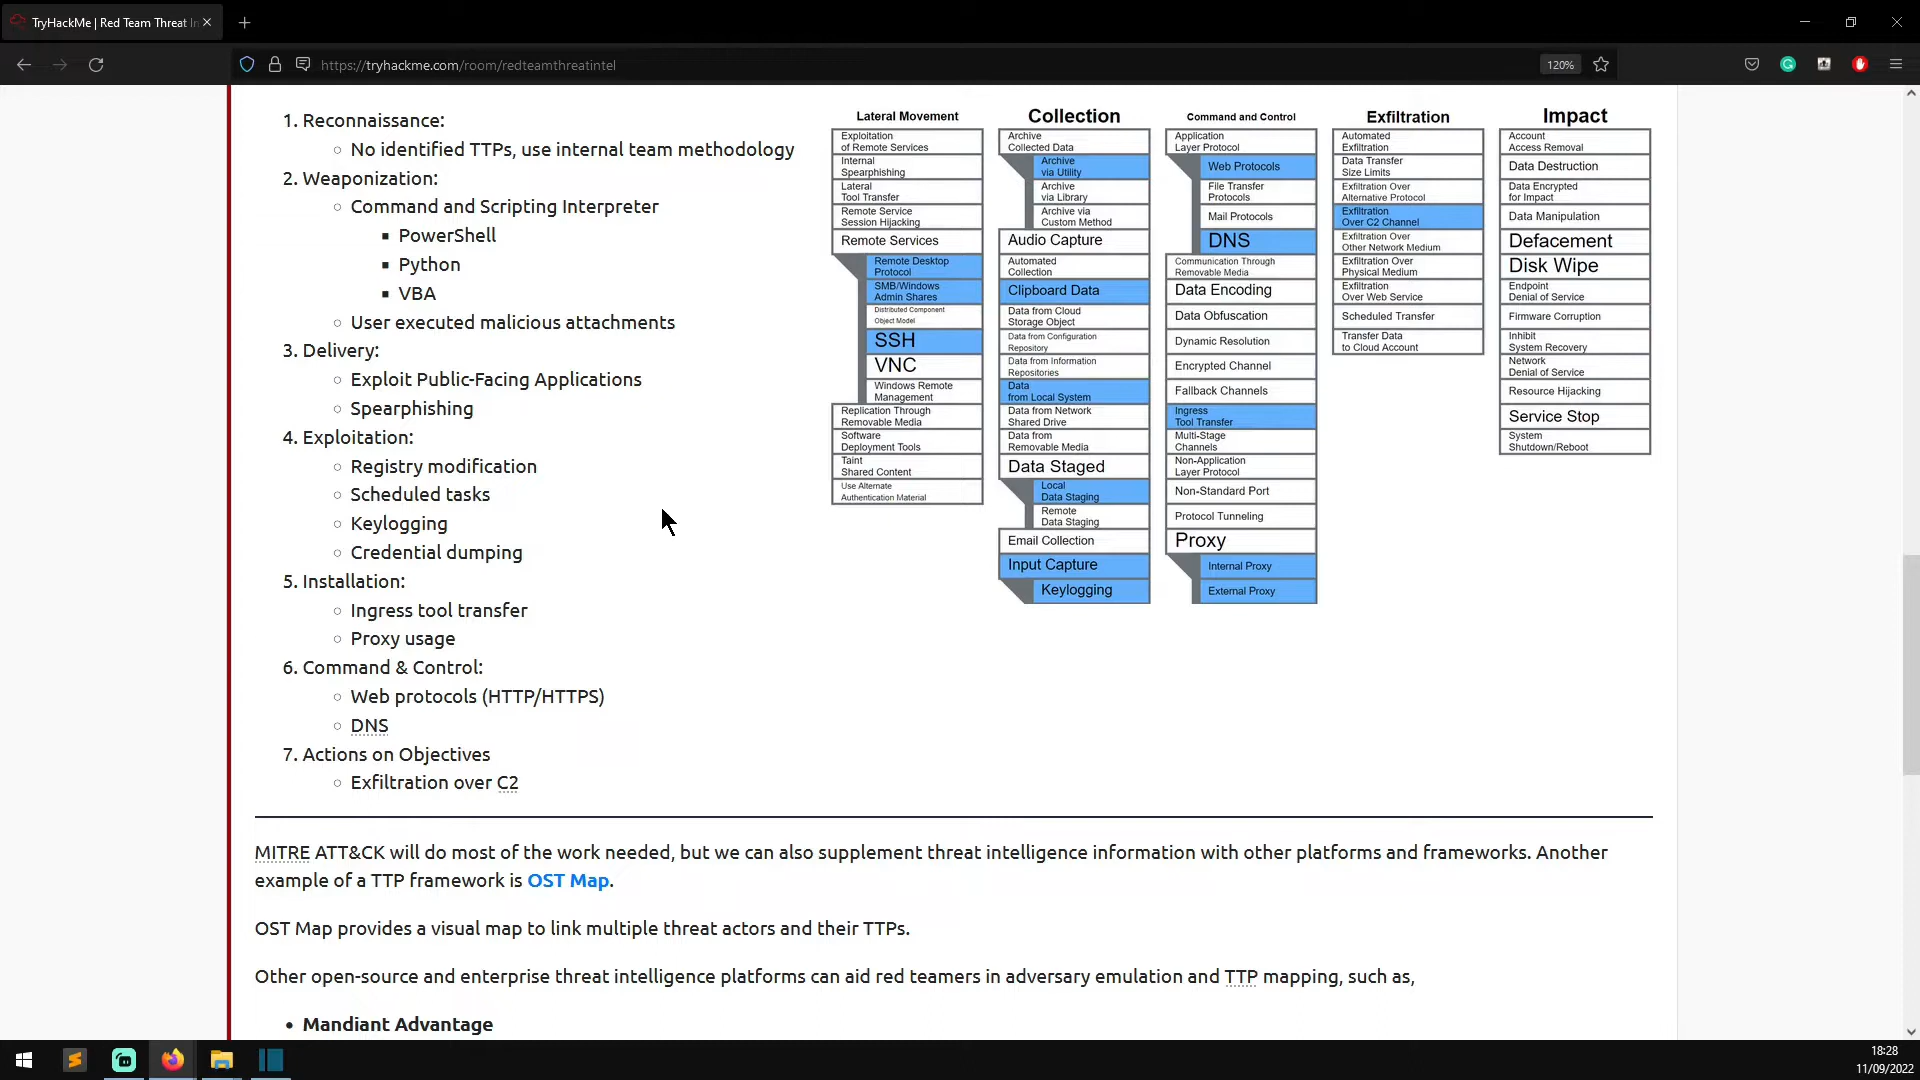 TryHackMe | Red Team Threat In
https://tryhackme.com/room/redteamthreatintel
120%
1. Reconnaissance:
No identified TTPs, use internal team methodology
2. Weaponization:
Command and Scripting Interpreter
PowerShell
Python
VBA
User executed malicious attachments
3. Delivery:
Exploit Public-Facing Applications
Spearphishing
4. Exploitation:
Registry modification
Scheduled tasks
Keylogging
Credential dumping
5. Installation:
Ingress tool transfer
Proxy usage
6. Command & Control:
Web protocols (HTTP/HTTPS)
DNS
7. Actions on Objectives
Exfiltration over C2
Lateral Movement
Exploitation
of Remote Services
Internal
Spearphishing
Lateral
Tool Transfer
Remote Service
Session Hijacking
Remote Services
Remote Desktop
Protocol
SMB/Windows
Admin Shares
Distributed Component
Object Model
SSH
VNC
Windows Remote
Management
Replication Through
Removable Media
Software
Deployment Tools
Taint
Shared Content
Use Alternate
Authentication Material
Collection
Archive
Collected Data
Archive
via Utility
Archive
via Library
Archive via
Custom Method
Audio Capture
Automated
Collection
Clipboard Data
Data from Cloud
Storage Object
Data from Configuration
Repository
Data from Information
Repositories
Data
from Local System
Data from Network
Shared Drive
Data from
Removable Media
Data Staged
Local
Data Staging
Remote
Data Staging
Email Collection
Input Capture
Keylogging
Command and Control
Application
Layer Protocol
Web Protocols
File Transfer
Protocols
Mail Protocols
DNS
Communication Through
Removable Media
Data Encoding
Data Obfuscation
Dynamic Resolution
Encrypted Channel
Fallback Channels
Ingress
Tool Transfer
Multi-Stage
Channels
Non-Application
Layer Protocol
Non-Standard Port
Protocol Tunneling
Proxy
Internal Proxy
External Proxy
Exfiltration
Automated
Exfiltration
Data Transfer
Size Limits
Exfiltration Over
Alternative Protocol
Exfiltration
Over C2 Channel
Exfiltration Over
Other Network Medium
Exfiltration Over
Physical Medium
Exfiltration
Over Web Service
Scheduled Transfer
Transfer Data
to Cloud Account
Impact
Account
Access Removal
Data Destruction
Data Encrypted
for Impact
Data Manipulation
Defacement
Disk Wipe
Endpoint
Denial of Service
Firmware Corruption
Inhibit
System Recovery
Network
Denial of Service
Resource Hijacking
Service Stop
System
Shutdown/Reboot
MITRE ATT&CK will do most of the work needed, but we can also supplement threat intelligence information with other platforms and frameworks. Another
example of a TTP framework is OST Map.
OST Map provides a visual map to link multiple threat actors and their TTPs.
Other open-source and enterprise threat intelligence platforms can aid red teamers in adversary emulation and TTP mapping, such as,
• Mandiant Advantage
18:28
11/09/2022